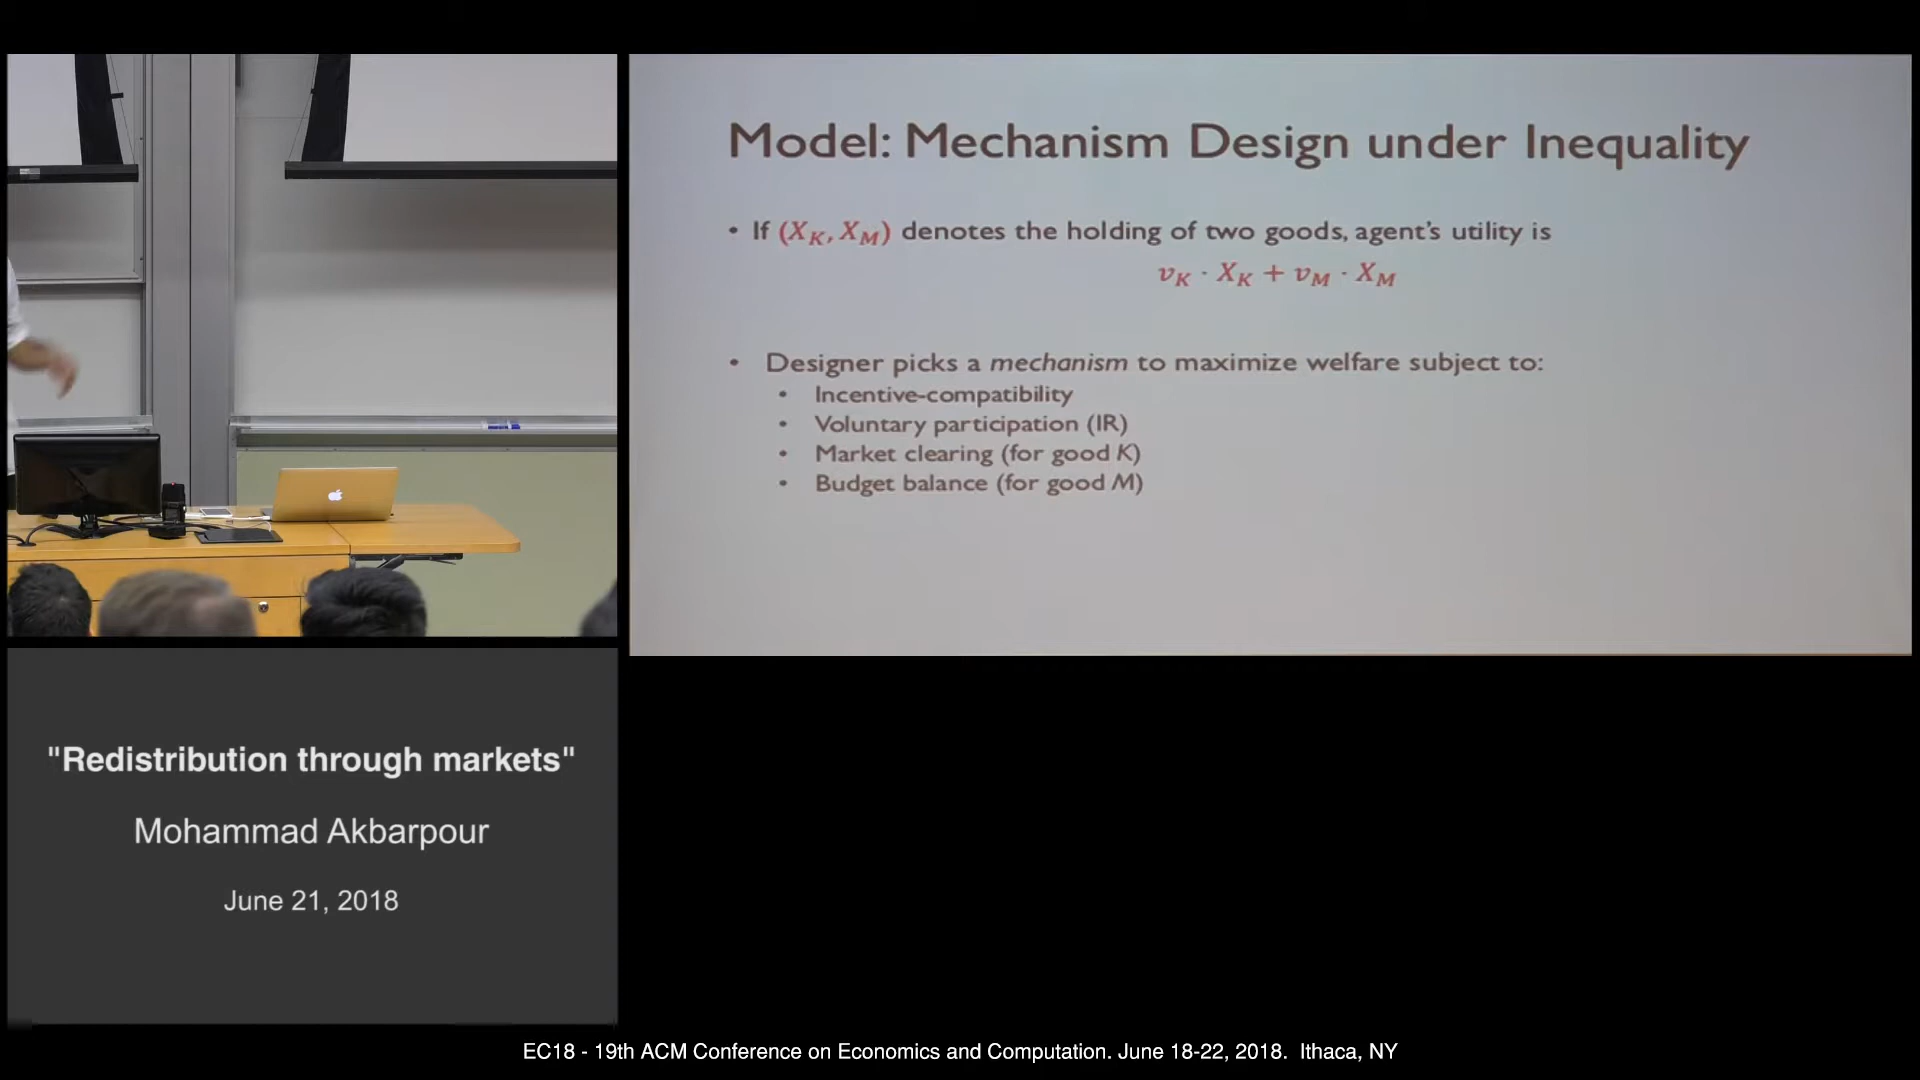 Model: Mechanism Design under Inequality
• If (X_K, X_M) denotes the holding of two goods, agent's utility is
v_K · X_K + v_M · X_M
• Designer picks a mechanism to maximize welfare subject to:
• Incentive-compatibility
• Voluntary participation (IR)
• Market clearing (for good K)
• Budget balance (for good M)
"Redistribution through markets"
Mohammad Akbarpour
June 21, 2018
EC18 - 19th ACM Conference on Economics and Computation. June 18-22, 2018. Ithaca, NY